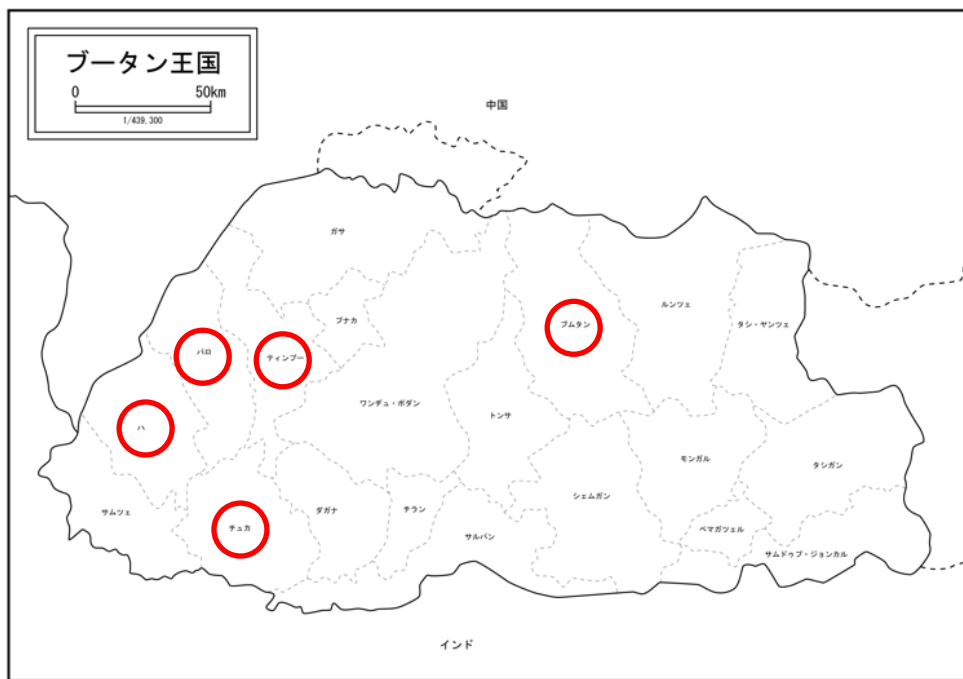 ブータン王国
0 50km
1/439,300
中国
ガサ
プナカ
ルンツェ
タシ・ヤンツェ
ブムタン
パロ
ティンプー
ワンデュ・ポダン
トンサ
ハ
モンガル
タシガン
シェムガン
サムツェ
チュカ
ダガナ
チラン
サルパン
ペマガツェル
サムドゥプ・ジョンカル
インド